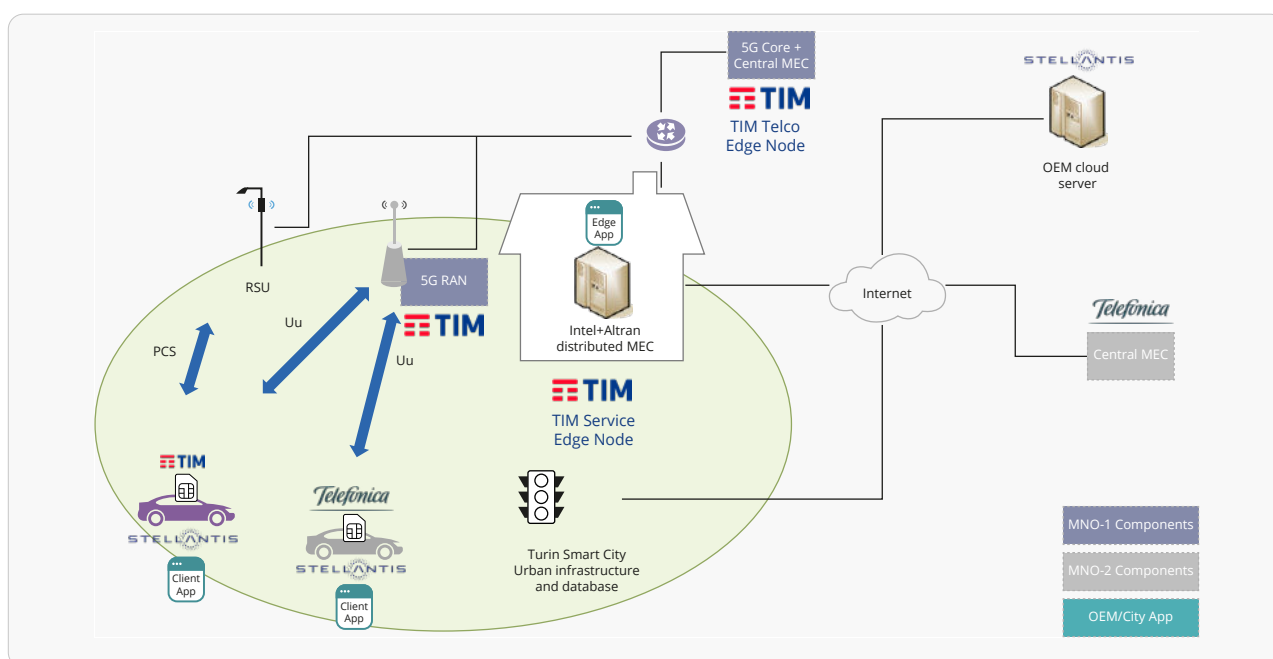 5G Core +
Central MEC
TIM
TIM Telco
Edge Node
STELLANTIS
OEM cloud
server
Edge
App
RSU
5G RAN
TIM
Uu
PCS
Uu
Intel+Altran
distributed MEC
Internet
Telefónica
Central MEC
TIM
TIM Service
Edge Node
TIM
STELLANTIS
Client
App
Telefónica
STELLANTIS
Client
App
Turin Smart City
Urban infrastructure
and database
MNO-1 Components
MNO-2 Components
OEM/City App